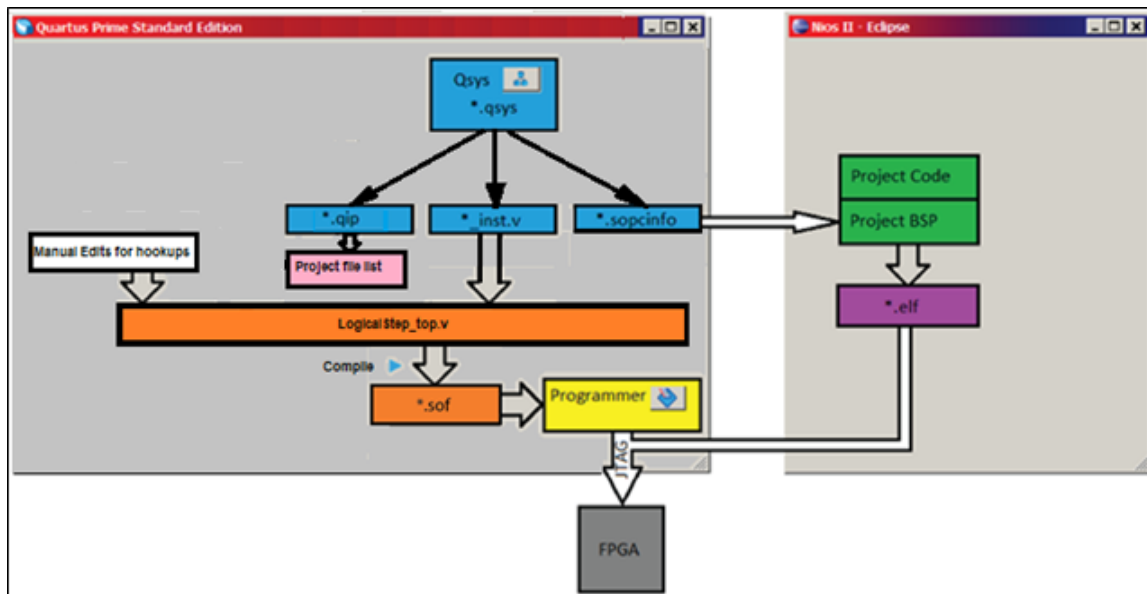 Quartus Prime Standard Edition
Nios II - Eclipse
Qsys
*.qsys
*.qip
*_inst.v
*.sopcinfo
Project Code
Project BSP
Manual Edits for hookups
Project file list
*.elf
LogicalStep_top.v
Compile
*.sof
Programmer
JTAG
FPGA